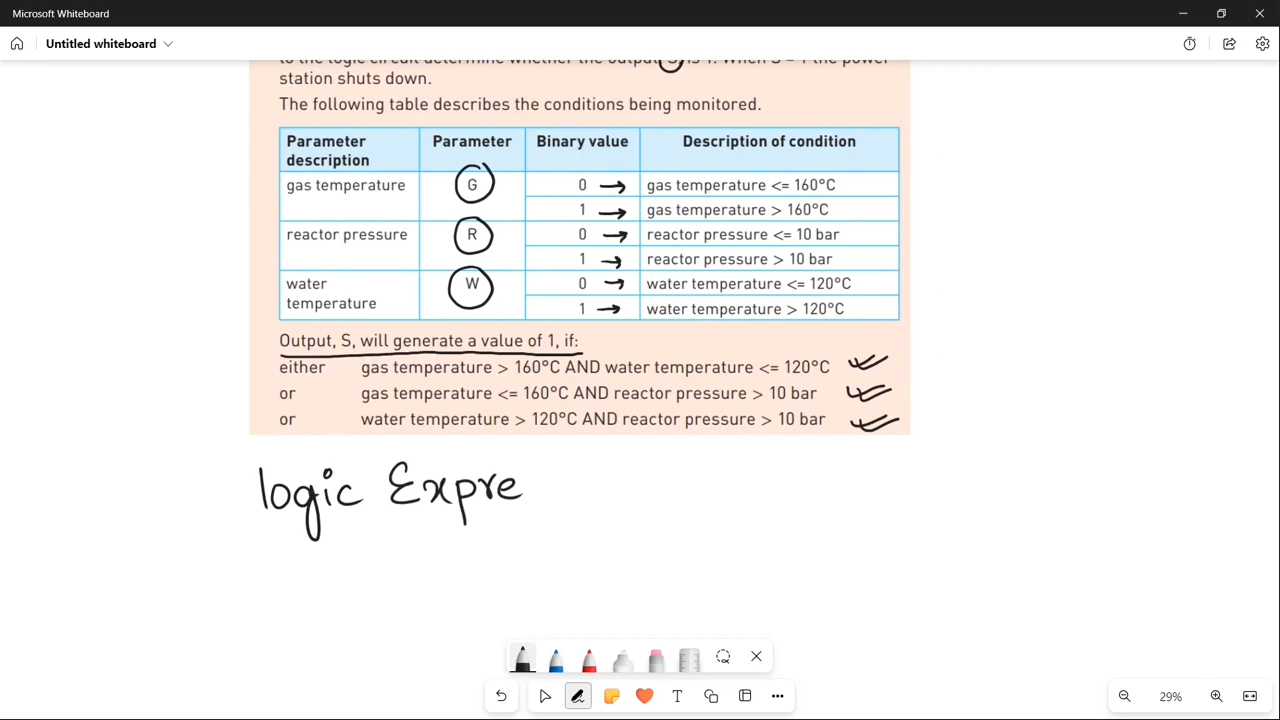 Microsoft Whiteboard
Untitled whiteboard
station shuts down.
The following table describes the conditions being monitored.
Parameter description Parameter Binary value Description of condition
gas temperature G 0 gas temperature <= 160°C
1 gas temperature > 160°C
reactor pressure R 0 reactor pressure <= 10 bar
1 reactor pressure > 10 bar
water temperature W 0 water temperature <= 120°C
1 water temperature > 120°C
Output, S, will generate a value of 1, if:
either gas temperature > 160°C AND water temperature <= 120°C
or gas temperature <= 160°C AND reactor pressure > 10 bar
or water temperature > 120°C AND reactor pressure > 10 bar
logic Expre
29%